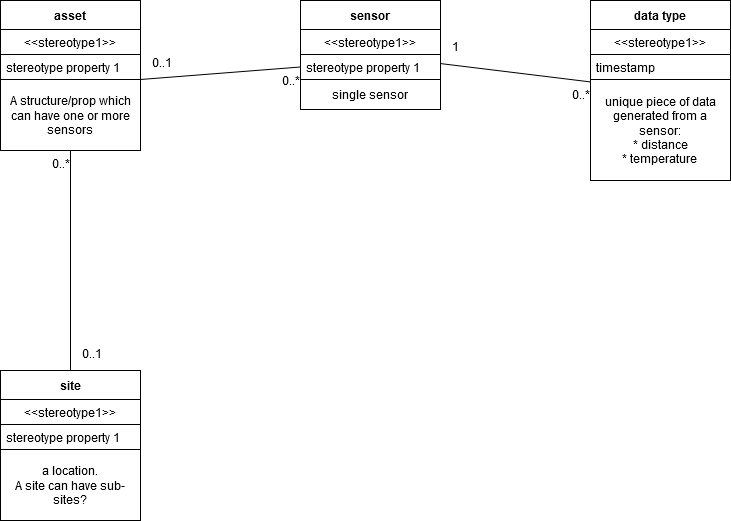 asset
<<stereotype1>>
stereotype property 1
A structure/prop which
can have one or more
sensors
0..1
0..*
sensor
<<stereotype1>>
stereotype property 1
single sensor
1
0..*
data type
<<stereotype1>>
timestamp
unique piece of data
generated from a
sensor:
* distance
* temperature
0..*
0..1
site
<<stereotype1>>
stereotype property 1
a location.
A site can have sub-
sites?